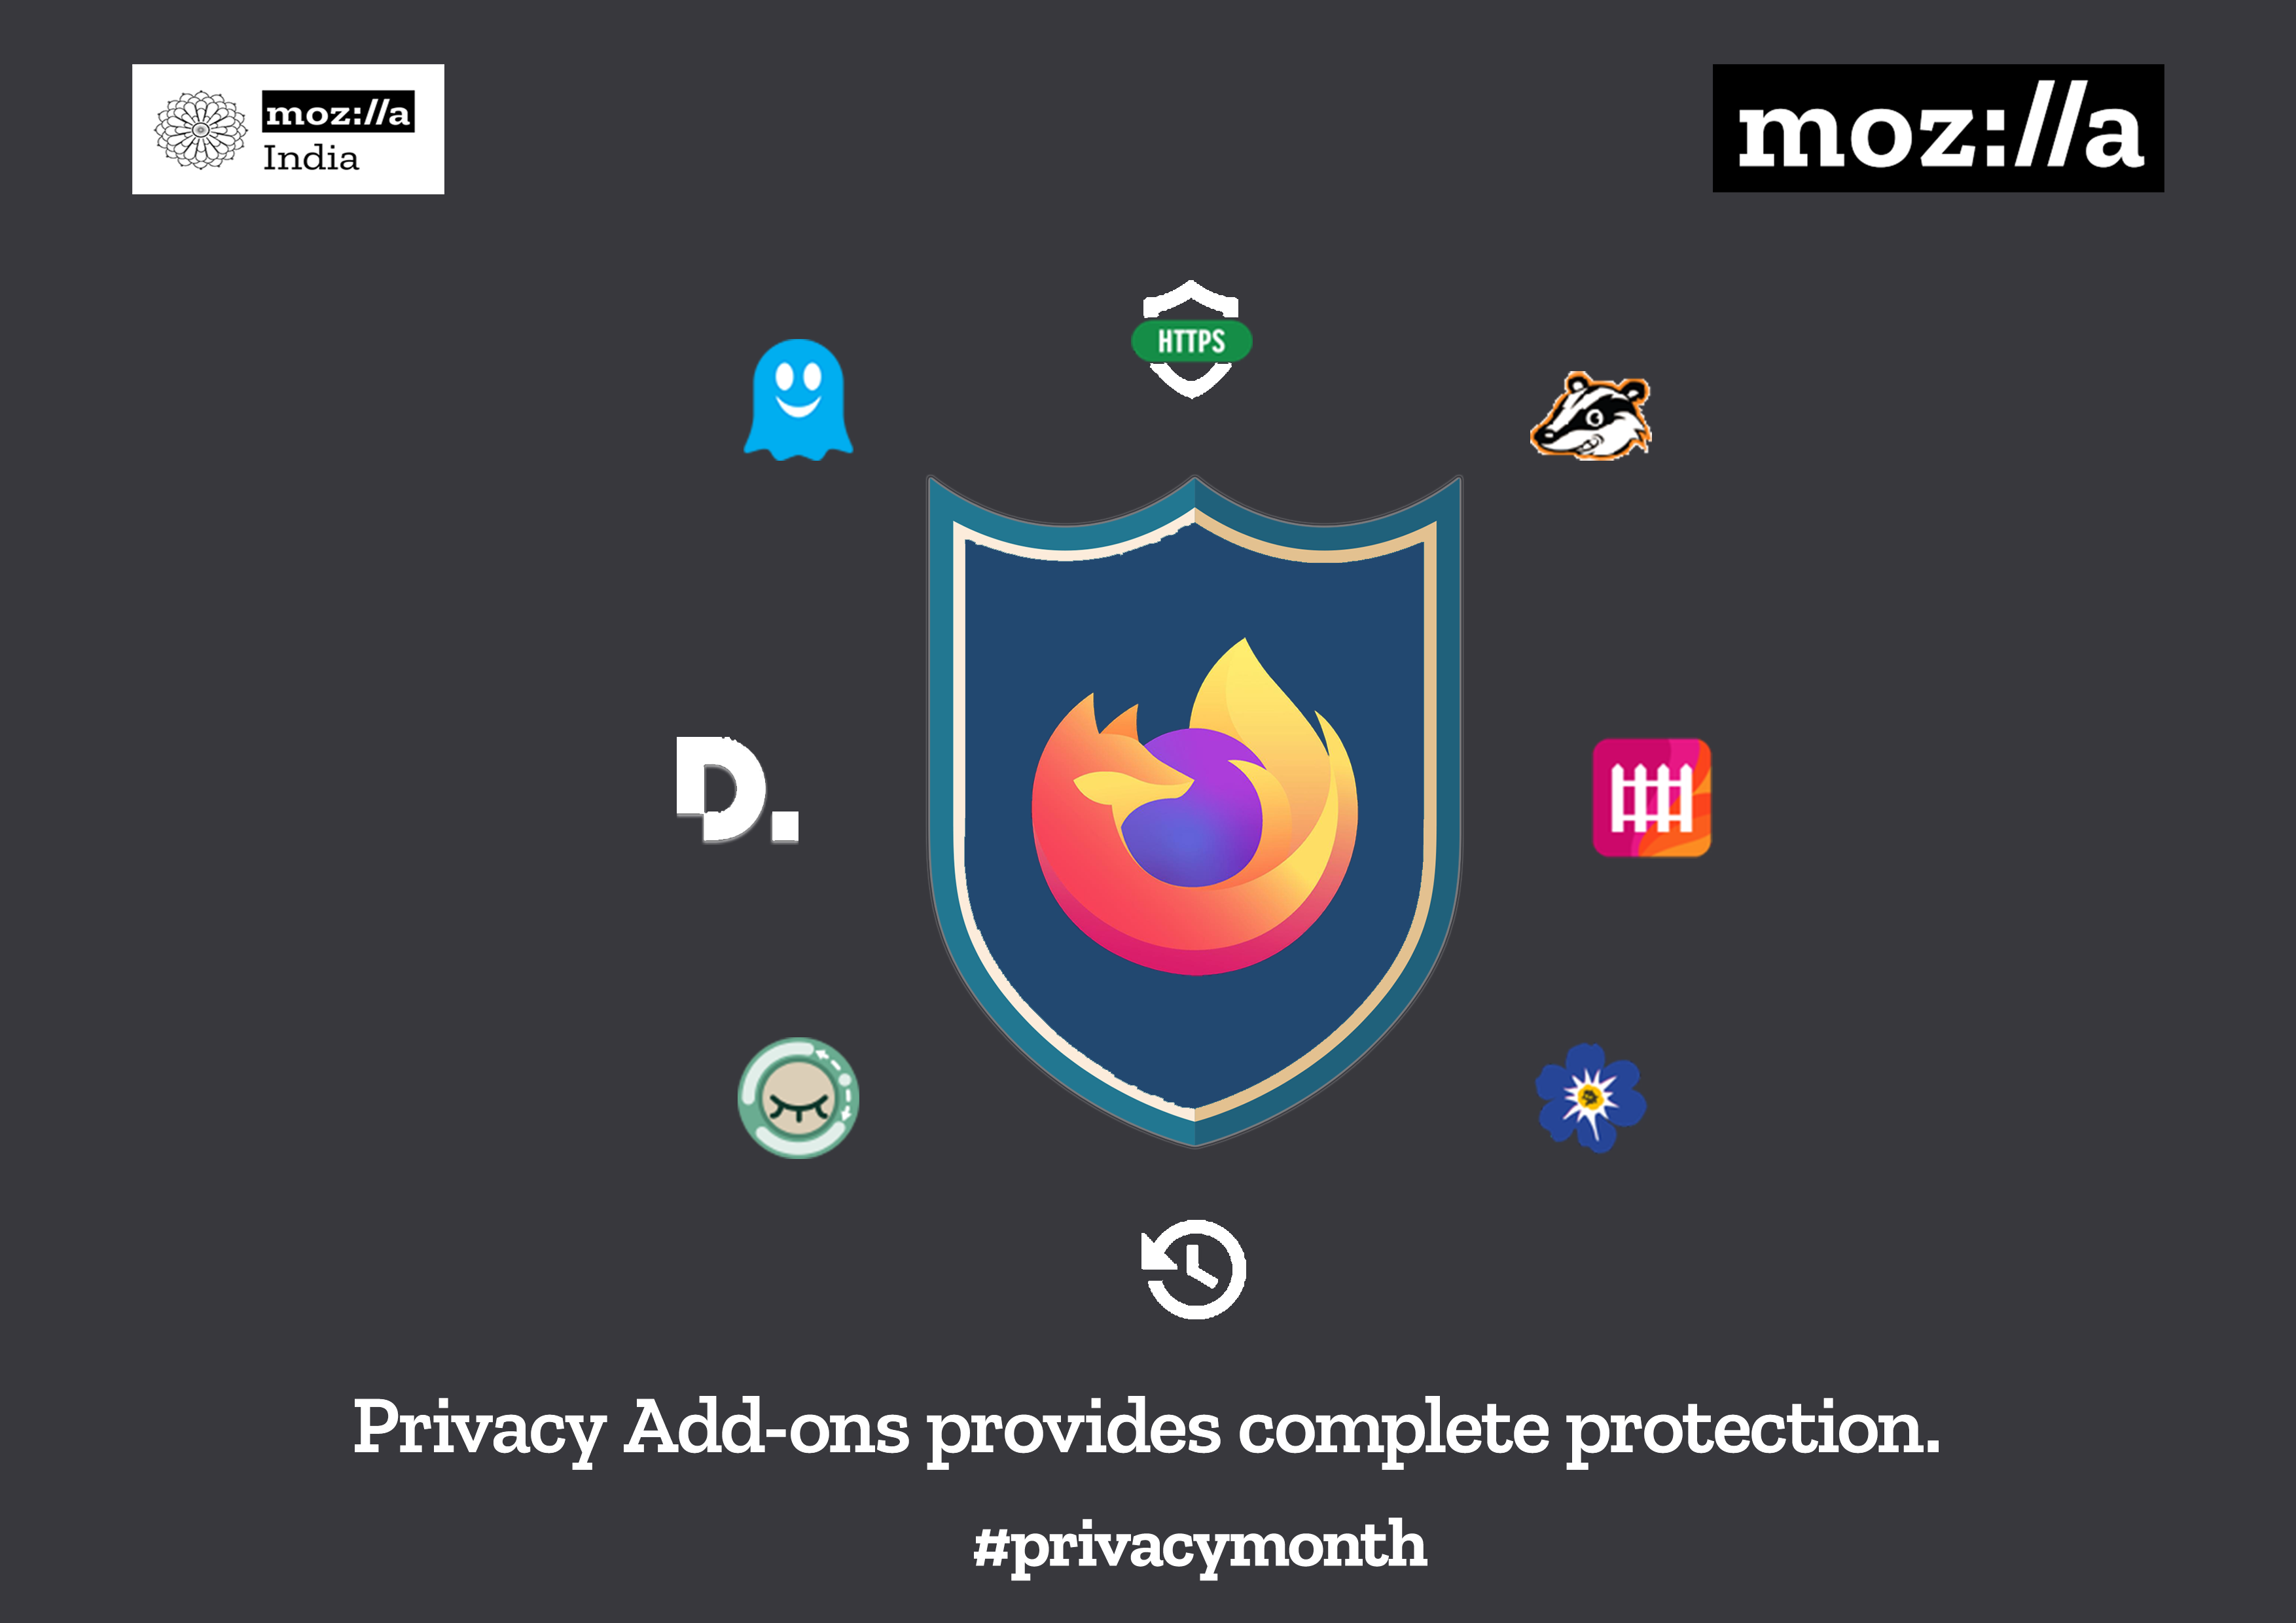 moz://a
India
moz://a
HTTPS
D.
Privacy Add-ons provides complete protection.
#privacymonth